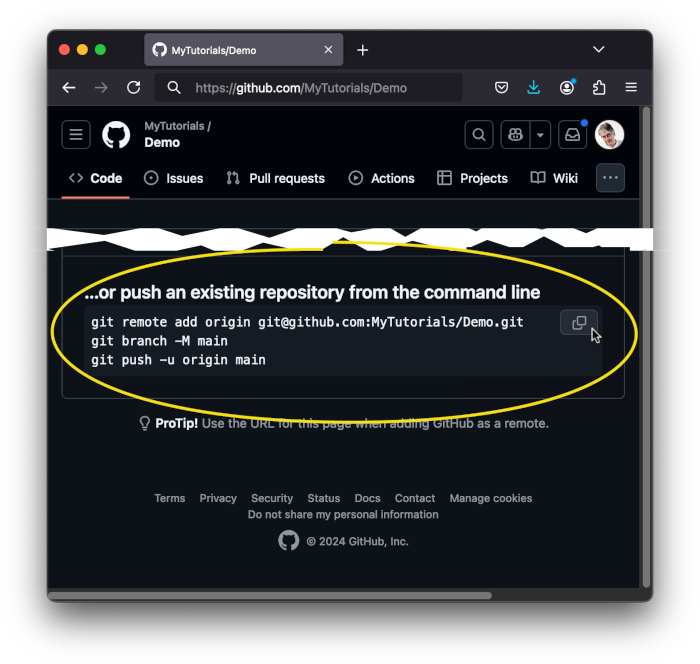 MyTutorials/Demo
https://github.com/MyTutorials/Demo
MyTutorials /
Demo
Code Issues Pull requests Actions Projects Wiki
...or push an existing repository from the command line
git remote add origin git@github.com:MyTutorials/Demo.git
git branch -M main
git push -u origin main
ProTip! Use the URL for this page when adding GitHub as a remote.
Terms Privacy Security Status Docs Contact Manage cookies
Do not share my personal information
© 2024 GitHub, Inc.